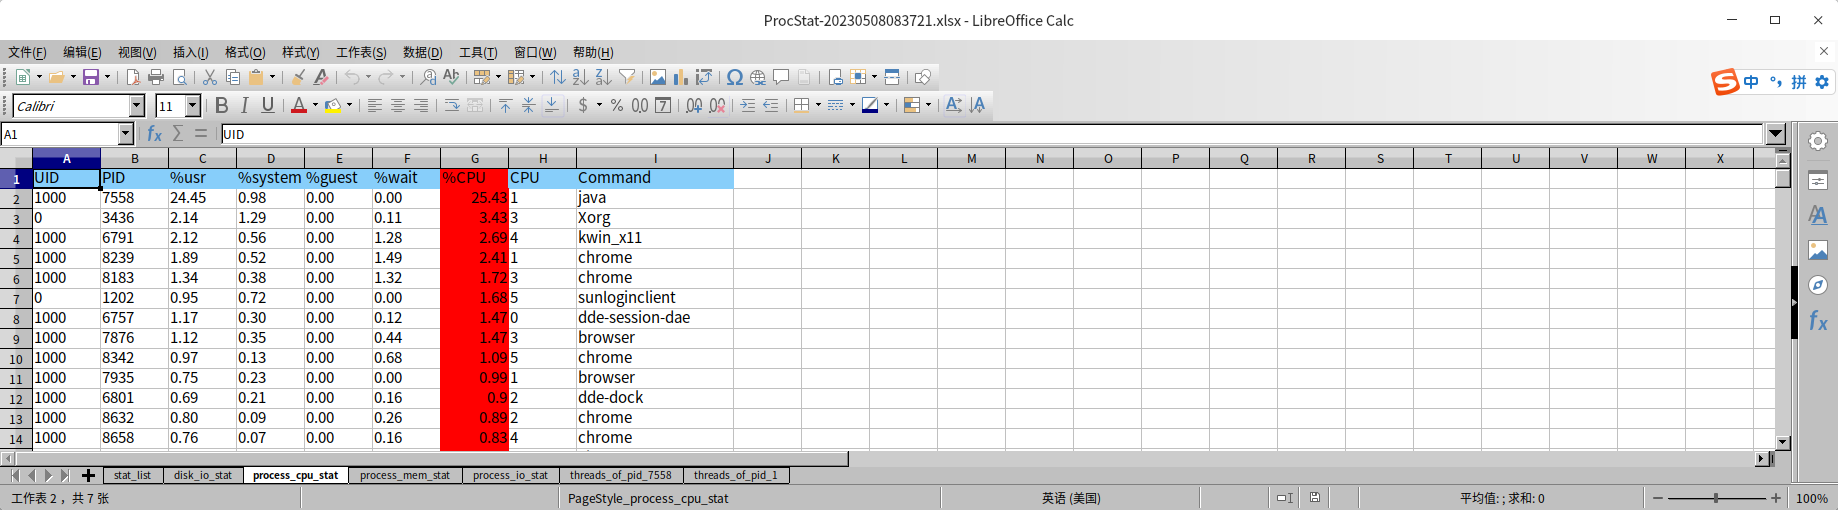 ProcStat-20230508083721.xlsx - LibreOffice Calc
文件(F) 编辑(E) 视图(V) 插入(I) 格式(O) 样式(Y) 工作表(S) 数据(D) 工具(T) 窗口(W) 帮助(H)
中 拼
Calibri 11
A1 UID
A B C D E F G H I J K L M N O P Q R S T U V W X
1 UID PID %usr %system %guest %wait %CPU CPU Command
2 1000 7558 24.45 0.98 0.00 0.00 25.43 1 java
3 0 3436 2.14 1.29 0.00 0.11 3.43 3 Xorg
4 1000 6791 2.12 0.56 0.00 1.28 2.69 4 kwin_x11
5 1000 8239 1.89 0.52 0.00 1.49 2.41 1 chrome
6 1000 8183 1.34 0.38 0.00 1.32 1.72 3 chrome
7 0 1202 0.95 0.72 0.00 0.00 1.68 5 sunloginclient
8 1000 6757 1.17 0.30 0.00 0.12 1.47 0 dde-session-dae
9 1000 7876 1.12 0.35 0.00 0.44 1.47 3 browser
10 1000 8342 0.97 0.13 0.00 0.68 1.09 5 chrome
11 1000 7935 0.75 0.23 0.00 0.00 0.99 1 browser
12 1000 6801 0.69 0.21 0.00 0.16 0.9 2 dde-dock
13 1000 8632 0.80 0.09 0.00 0.26 0.89 2 chrome
14 1000 8658 0.76 0.07 0.00 0.16 0.83 4 chrome
stat_list disk_io_stat process_cpu_stat process_mem_stat process_io_stat threads_of_pid_7558 threads_of_pid_1
工作表 2 ，共 7 张 PageStyle_process_cpu_stat 英语 (美国) 平均值: ; 求和: 0 100%